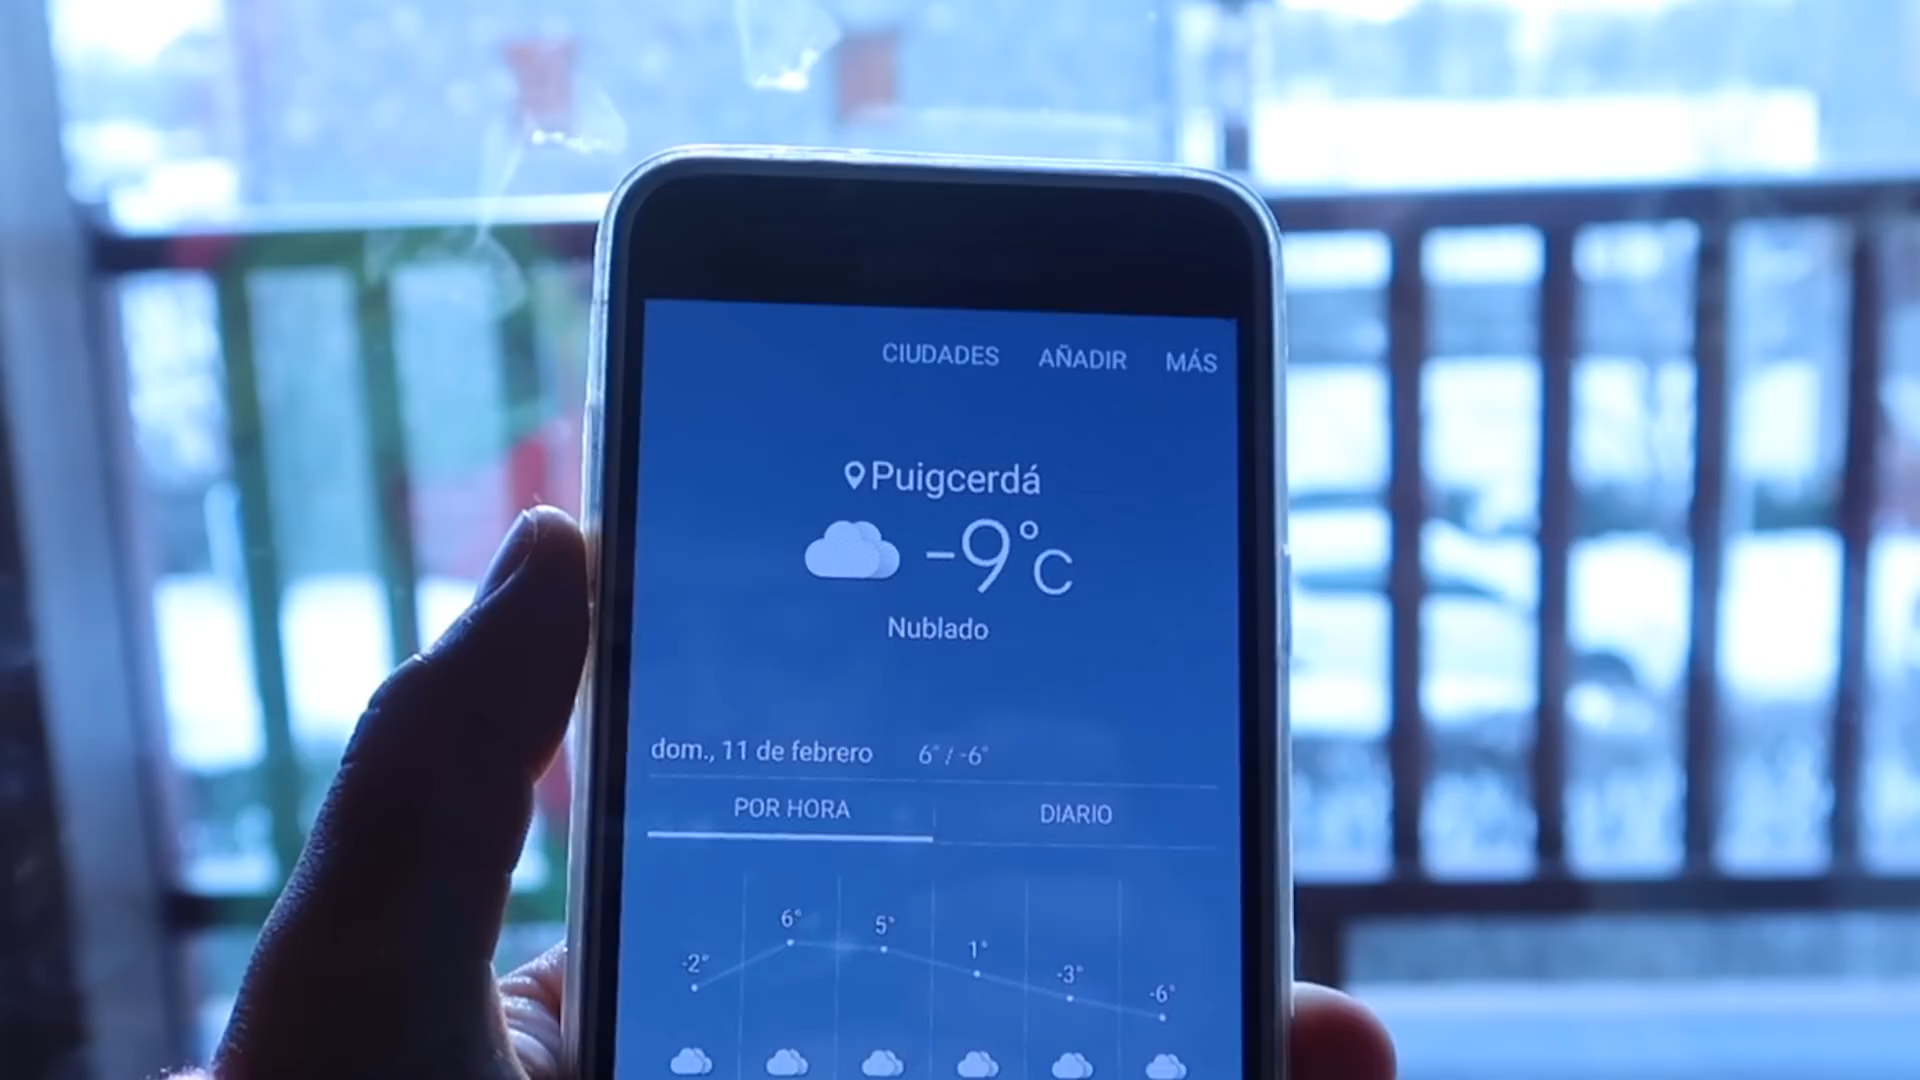 CIUDADES AÑADIR MÁS
Puigcerdá
-9°C
Nublado
dom., 11 de febrero 6° / -6°
POR HORA DIARIO
-2° 6° 5° 1° -3° -6°